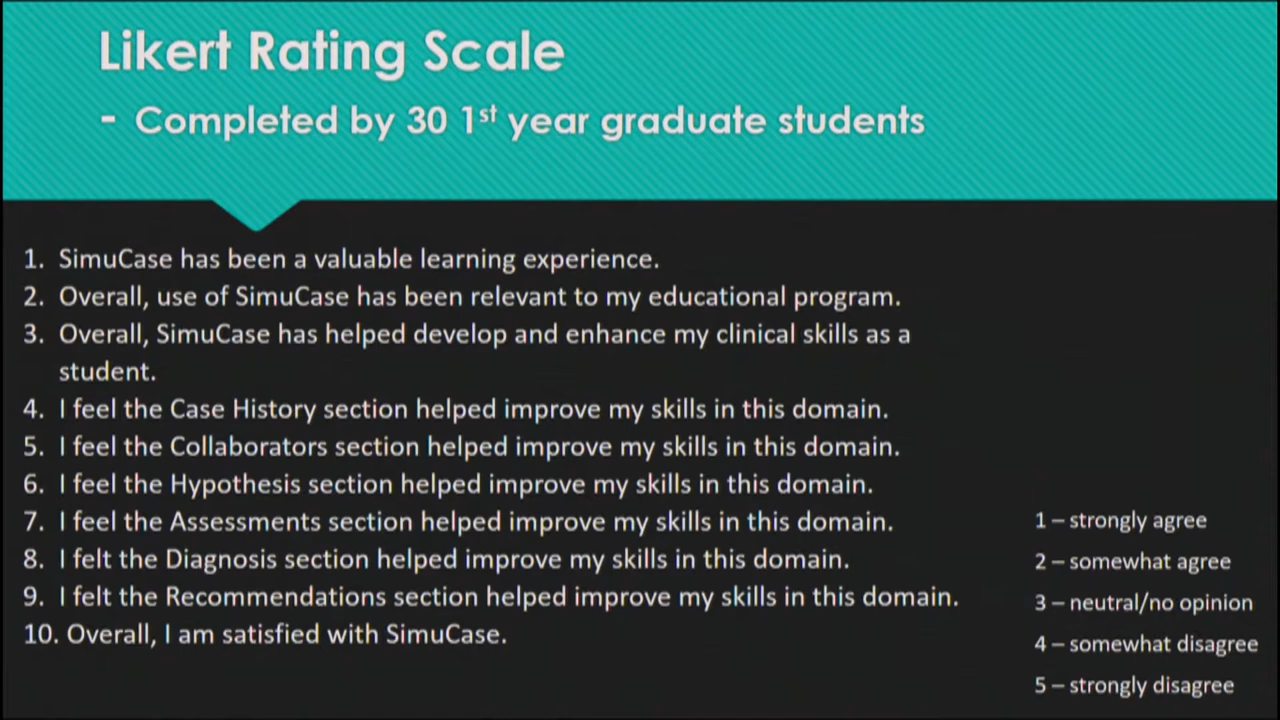 Likert Rating Scale
- Completed by 30 1st year graduate students
1. SimuCase has been a valuable learning experience.
2. Overall, use of SimuCase has been relevant to my educational program.
3. Overall, SimuCase has helped develop and enhance my clinical skills as a
student.
4. I feel the Case History section helped improve my skills in this domain.
5. I feel the Collaborators section helped improve my skills in this domain.
6. I feel the Hypothesis section helped improve my skills in this domain.
7. I feel the Assessments section helped improve my skills in this domain.
8. I felt the Diagnosis section helped improve my skills in this domain.
9. I felt the Recommendations section helped improve my skills in this domain.
10. Overall, I am satisfied with SimuCase.
1 – strongly agree
2 – somewhat agree
3 – neutral/no opinion
4 – somewhat disagree
5 – strongly disagree